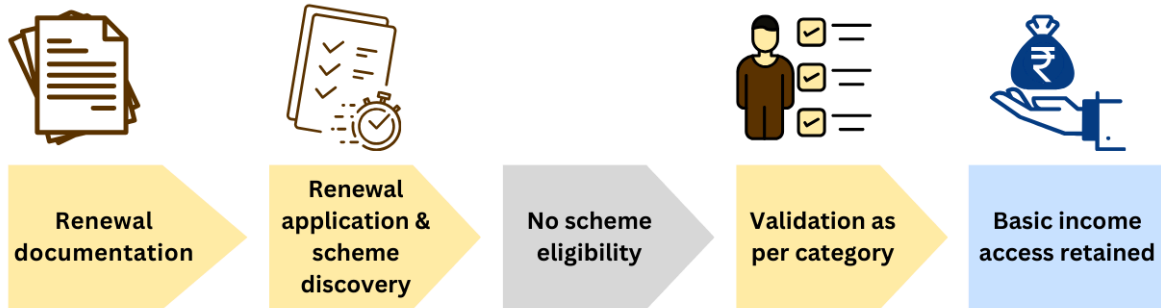 ₹
Renewal
documentation
Renewal
application &
scheme
discovery
No scheme
eligibility
Validation as
per category
Basic income
access retained